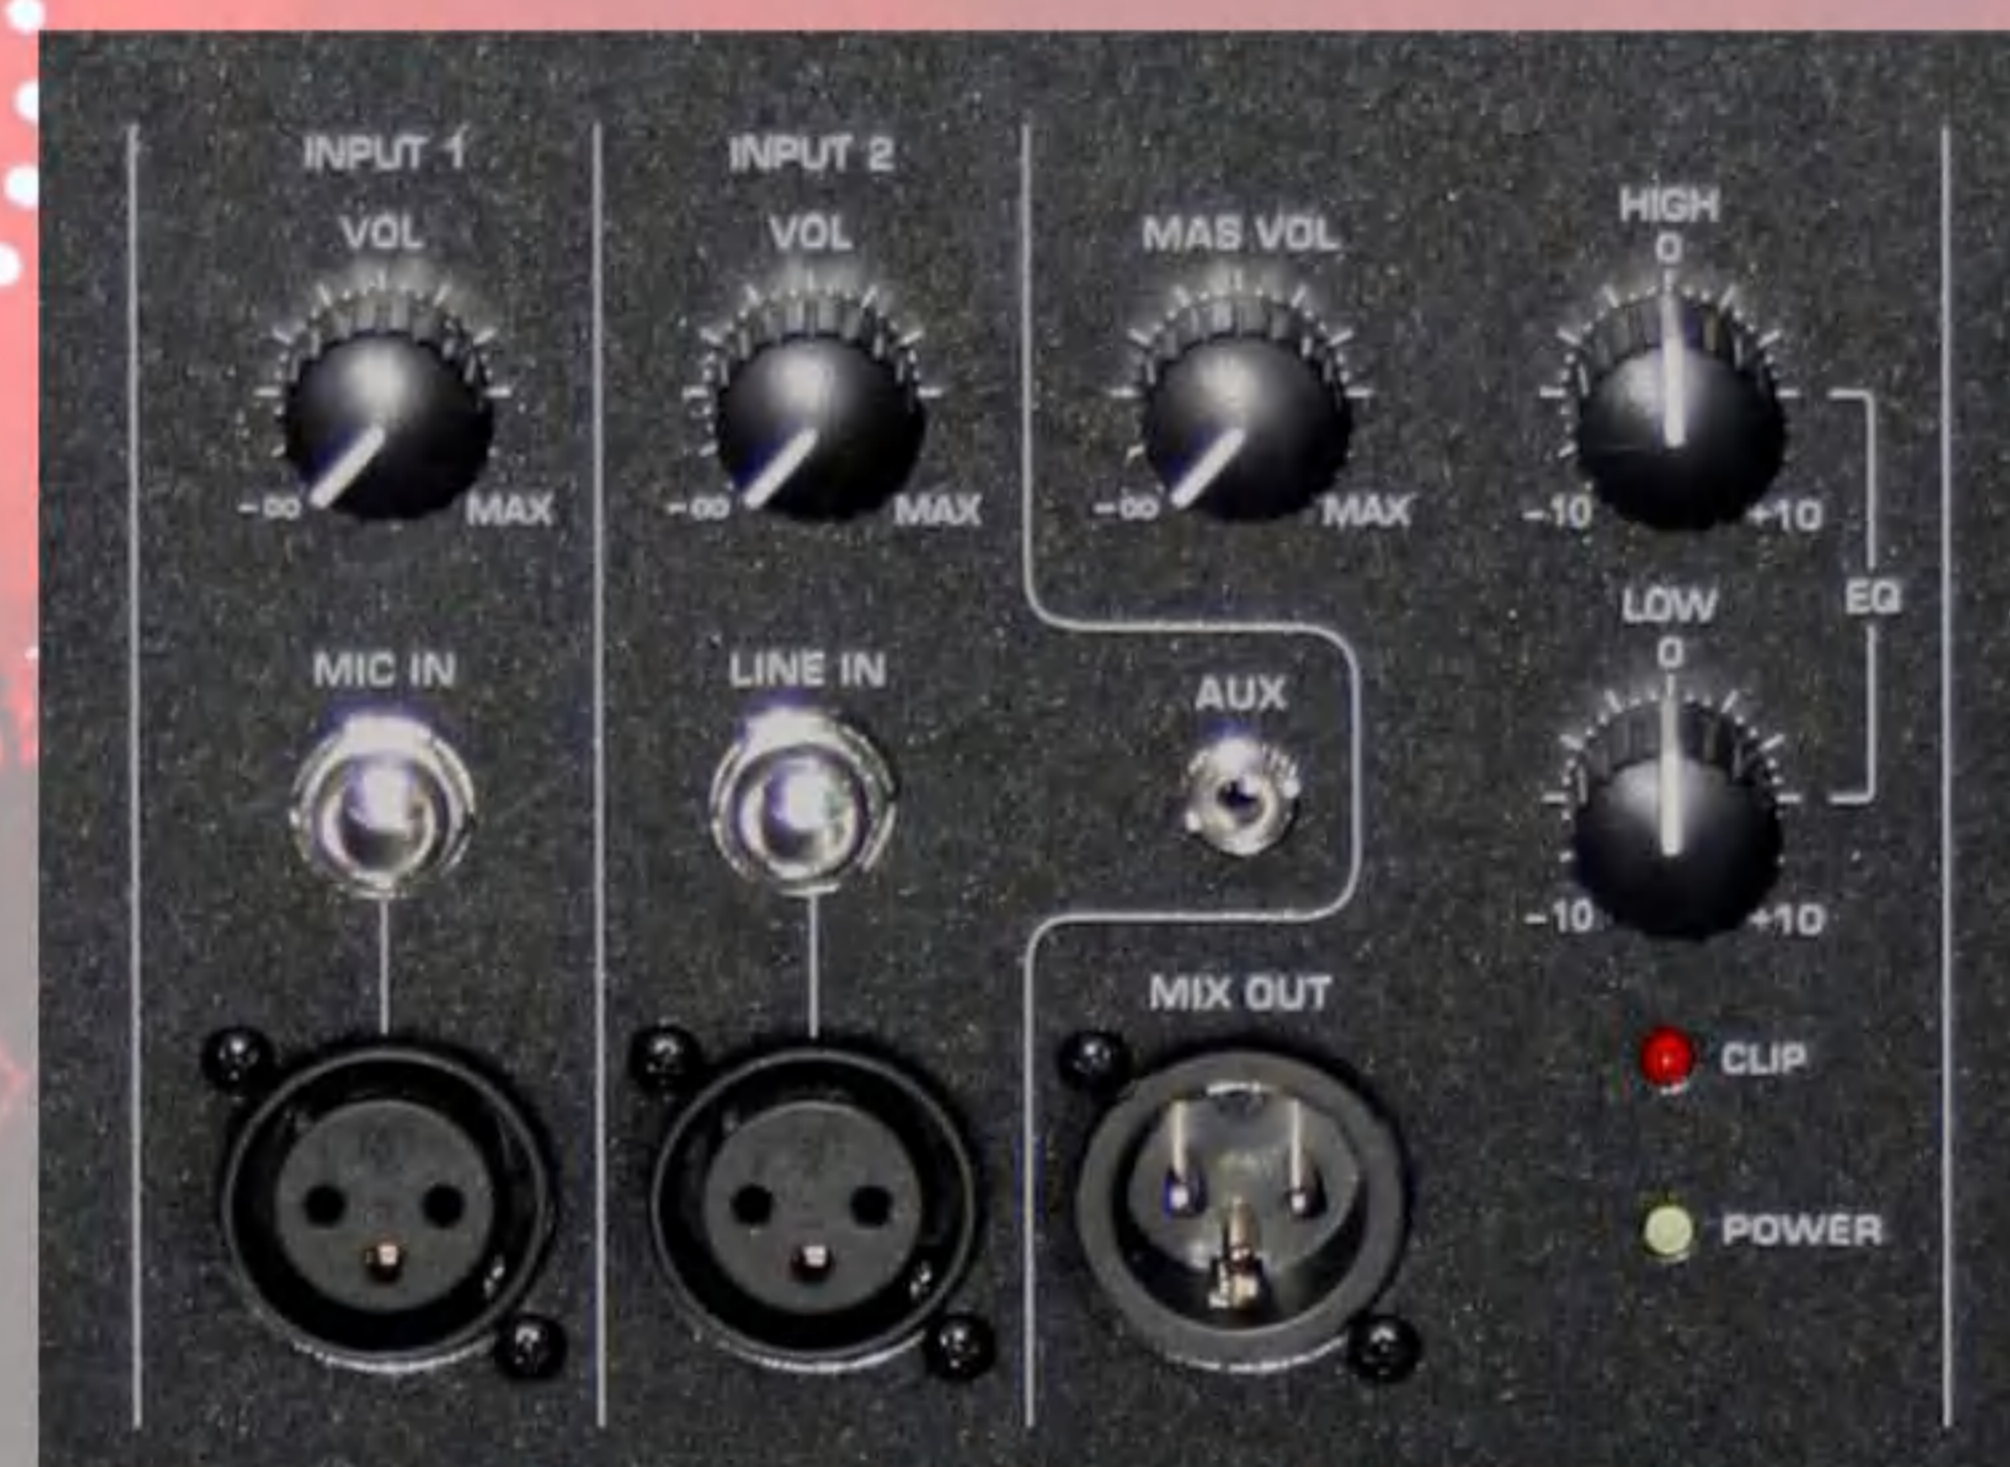 INPUT 1
VOL
-∞ MAX
MIC IN
INPUT 2
VOL
-∞ MAX
LINE IN
MAS VOL
-∞ MAX
AUX
MIX OUT
HIGH
0
-10 +10
EQ
LOW
0
-10 +10
CLIP
POWER